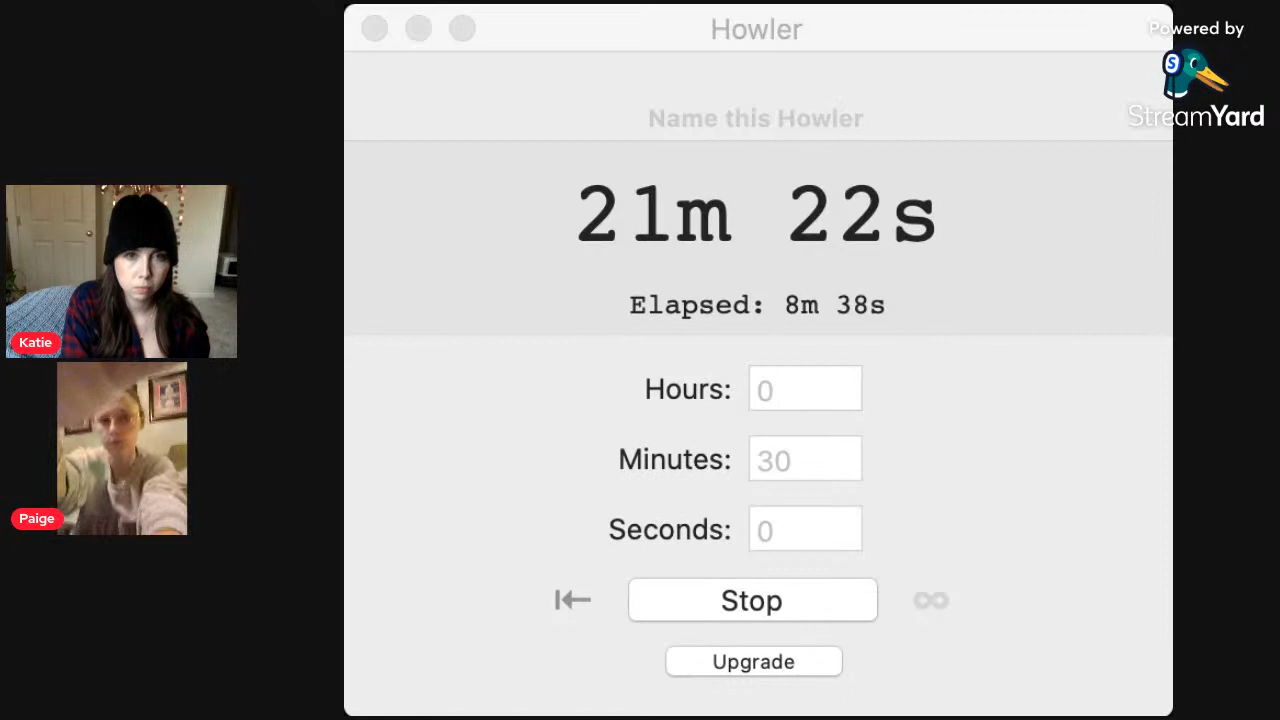 Howler
Powered by
S
StreamYard
Name this Howler
21m 22s
Elapsed: 8m 38s
Katie
Paige
Hours: 0
Minutes: 30
Seconds: 0
Stop
Upgrade